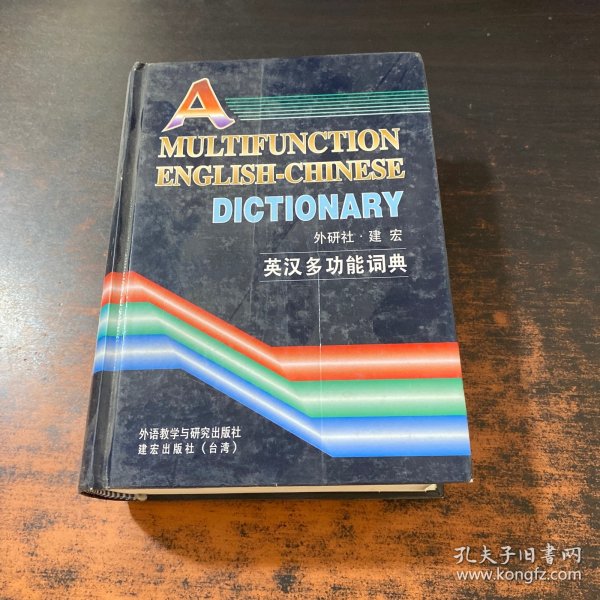 A
MULTIFUNCTION
ENGLISH-CHINESE
DICTIONARY
外研社·建宏
英汉多功能词典
外语教学与研究出版社
建宏出版社(台湾)
孔夫子旧书网
www.kongfz.com